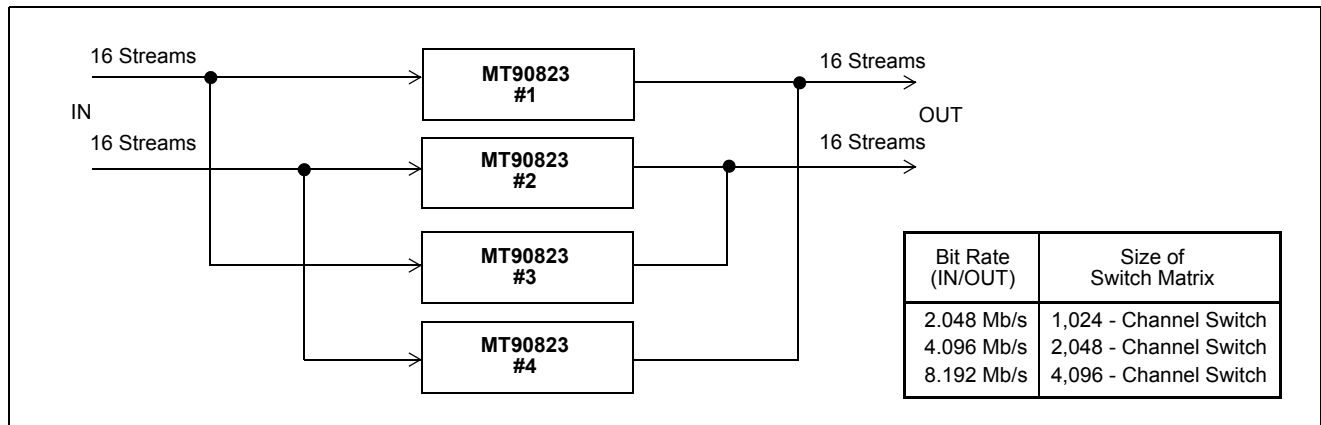 16 Streams
MT90823
#1
16 Streams
IN
OUT
16 Streams
MT90823
#2
16 Streams
MT90823
#3
MT90823
#4
Bit Rate
(IN/OUT)
Size of
Switch Matrix
2.048 Mb/s
1,024 - Channel Switch
4.096 Mb/s
2,048 - Channel Switch
8.192 Mb/s
4,096 - Channel Switch